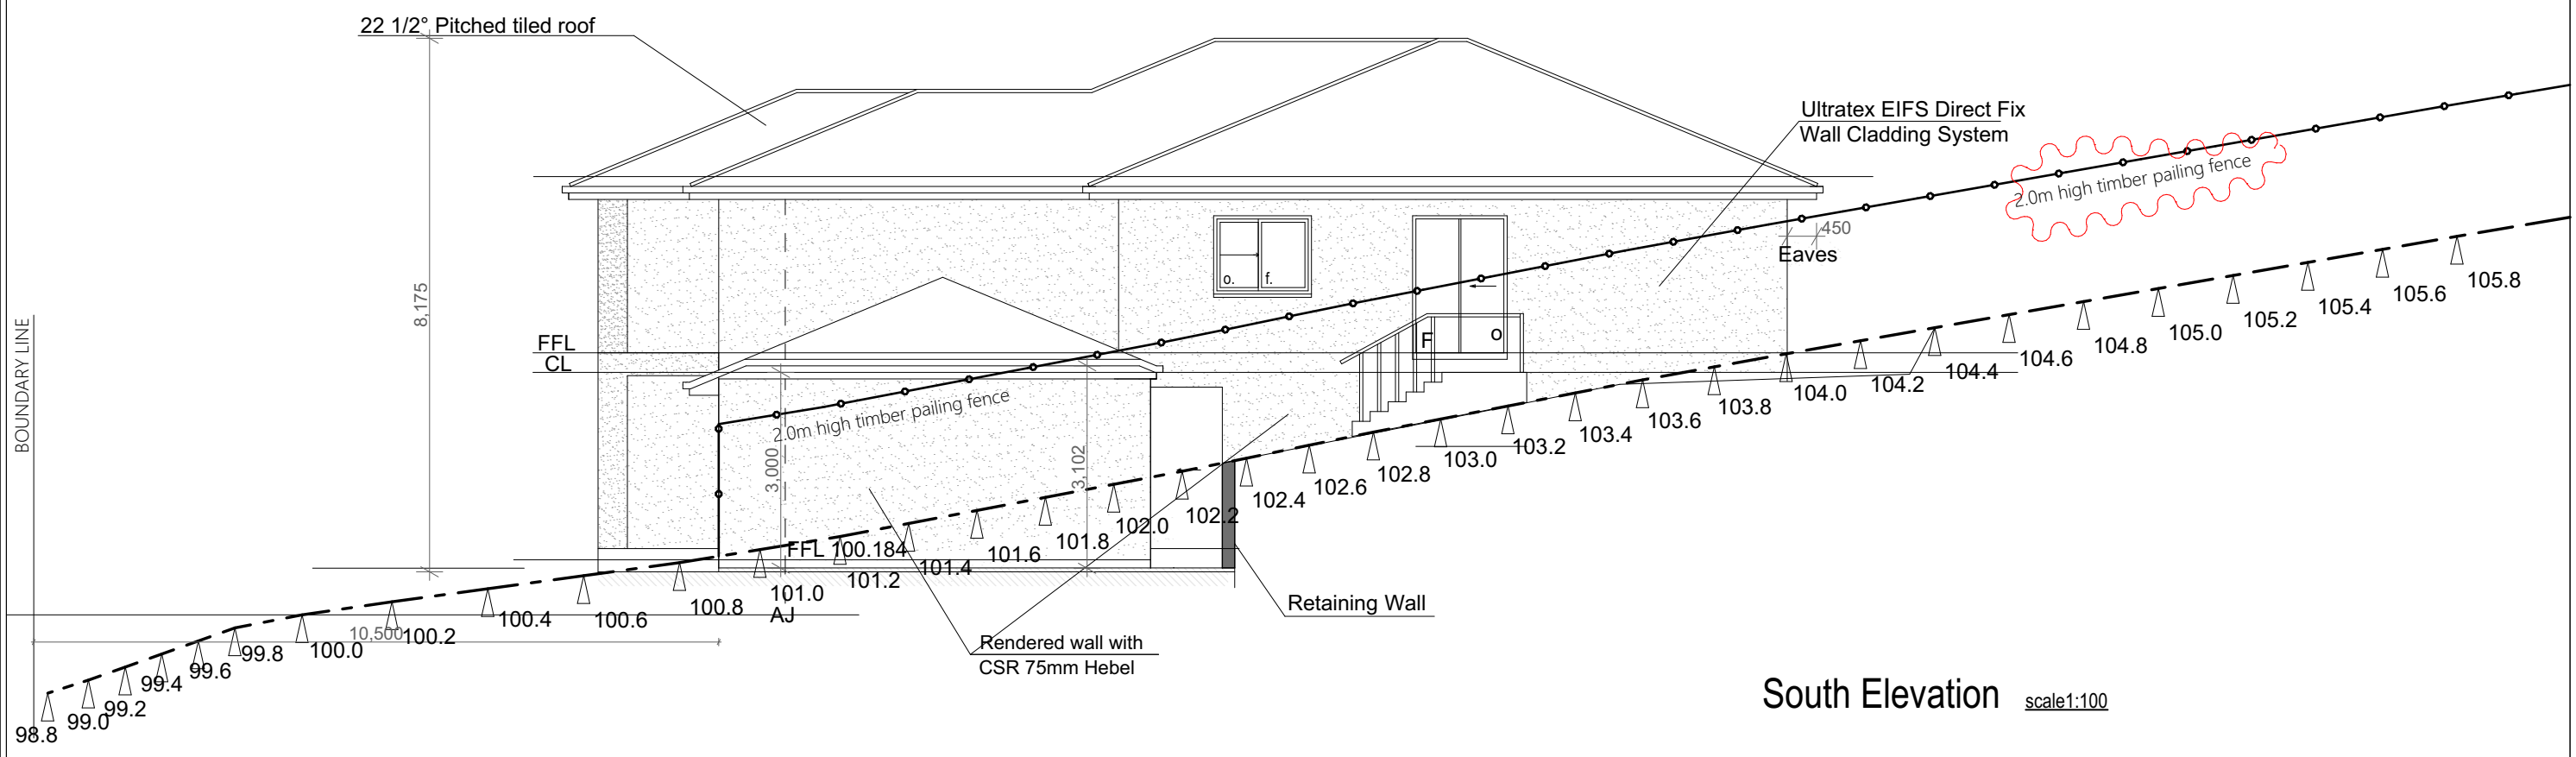 22 1/2° Pitched tiled roof
Ultratex EIFS Direct Fix
Wall Cladding System
2.0m high timber pailing fence
450
Eaves
8,175
BOUNDARY LINE
o.
f.
FFL
CL
F
o
2.0m high timber pailing fence
3,000
3,102
FFL 100.184
AJ
10,500
Rendered wall with
CSR 75mm Hebel
Retaining Wall
98.8
99.0
99.2
99.4
99.6
99.8
100.0
100.2
100.4
100.6
100.8
101.0
101.2
101.4
101.6
101.8
102.0
102.2
102.4
102.6
102.8
103.0
103.2
103.4
103.6
103.8
104.0
104.2
104.4
104.6
104.8
105.0
105.2
105.4
105.6
105.8
South Elevation scale1:100